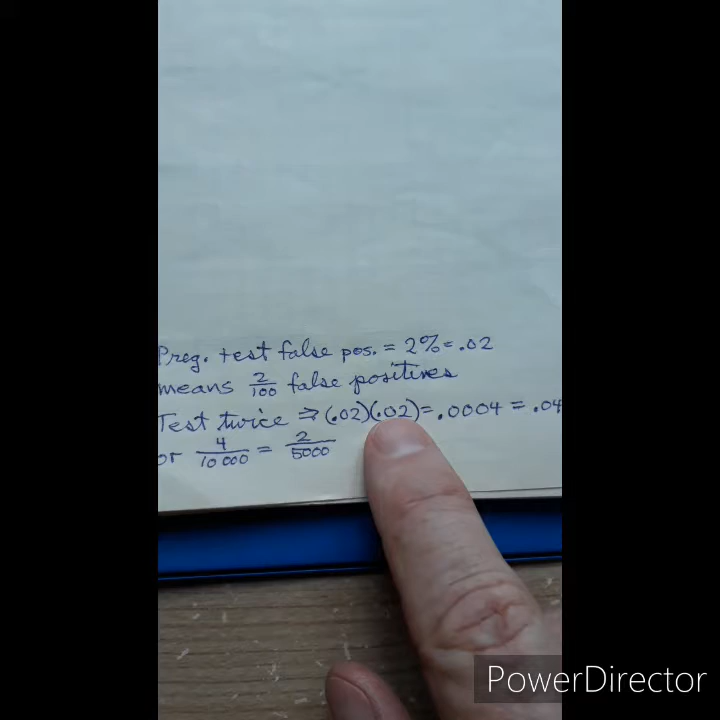 Preg. test false pos. = 2% = .02
means 2/100 false positives
Test twice ⇒ (.02)(.02) = .0004 = .04
or 4/10 000 = 2/5000
PowerDirector